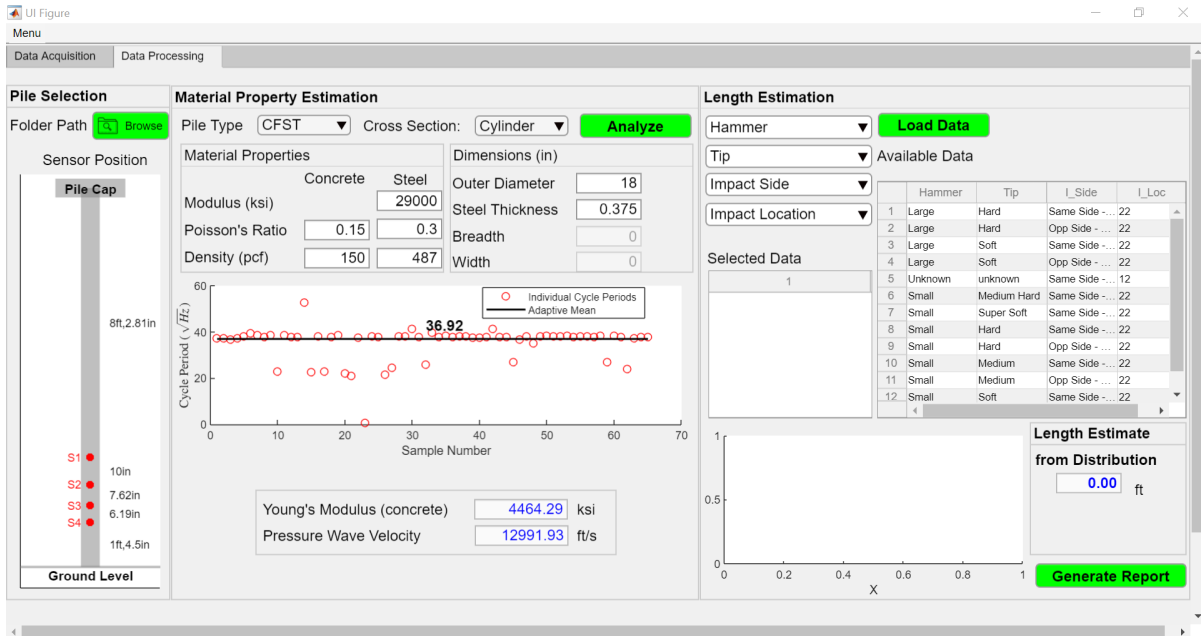 UI Figure
Menu
Data Acquisition Data Processing
Pile Selection
Folder Path Browse
Sensor Position
Pile Cap
8ft,2.81in
S1
10in
S2
7.62in
S3
6.19in
S4
1ft,4.5in
Ground Level
Material Property Estimation
Pile Type CFST Cross Section: Cylinder Analyze
Material Properties
Concrete Steel
Modulus (ksi) 29000
Poisson's Ratio 0.15 0.3
Density (pcf) 150 487
Dimensions (in)
Outer Diameter 18
Steel Thickness 0.375
Breadth 0
Width 0
Individual Cycle Periods
Adaptive Mean
36.92
Cycle Period (√Hz)
60
40
20
0
0 10 20 30 40 50 60 70
Sample Number
Young's Modulus (concrete) 4464.29 ksi
Pressure Wave Velocity 12991.93 ft/s
Length Estimation
Hammer
Tip
Impact Side
Impact Location
Load Data
Available Data
Hammer Tip I_Side I_Loc
1 Large Hard Same Side -... 22
2 Large Hard Opp Side - ... 22
3 Large Soft Same Side -... 22
4 Large Soft Opp Side - ... 22
5 Unknown unknown Same Side -... 12
6 Small Medium Hard Same Side -... 22
7 Small Super Soft Same Side -... 22
8 Small Hard Same Side -... 22
9 Small Hard Opp Side - ... 22
10 Small Medium Same Side -... 22
11 Small Medium Opp Side - ... 22
12 Small Soft Same Side -... 22
Selected Data
1
1
0.5
0
0 0.2 0.4 0.6 0.8 1
X
Length Estimate
from Distribution
0.00 ft
Generate Report